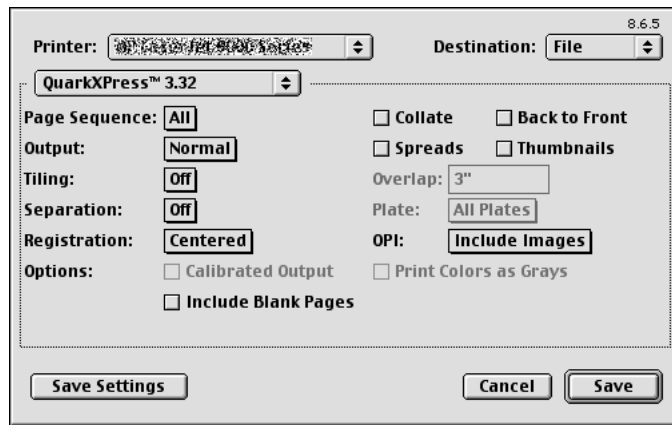 8.6.5
Printer: Destination: File
QuarkXPress™ 3.32
Page Sequence: All Collate Back to Front
Output: Normal Spreads Thumbnails
Tiling: Off Overlap: 3"
Separation: Off Plate: All Plates
Registration: Centered OPI: Include Images
Options: Calibrated Output Print Colors as Grays
Include Blank Pages
Save Settings Cancel Save